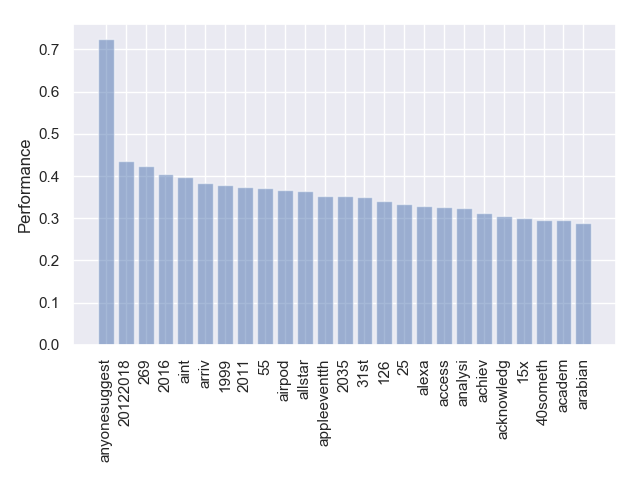 0.7
0.6
0.5
0.4
0.3
0.2
0.1
0.0
Performance
anyonesuggest
20122018
269
2016
aint
arriv
1999
2011
55
airpod
allstar
appleeventth
2035
31st
126
25
alexa
access
analysi
achiev
acknowledg
15x
40someth
academ
arabian